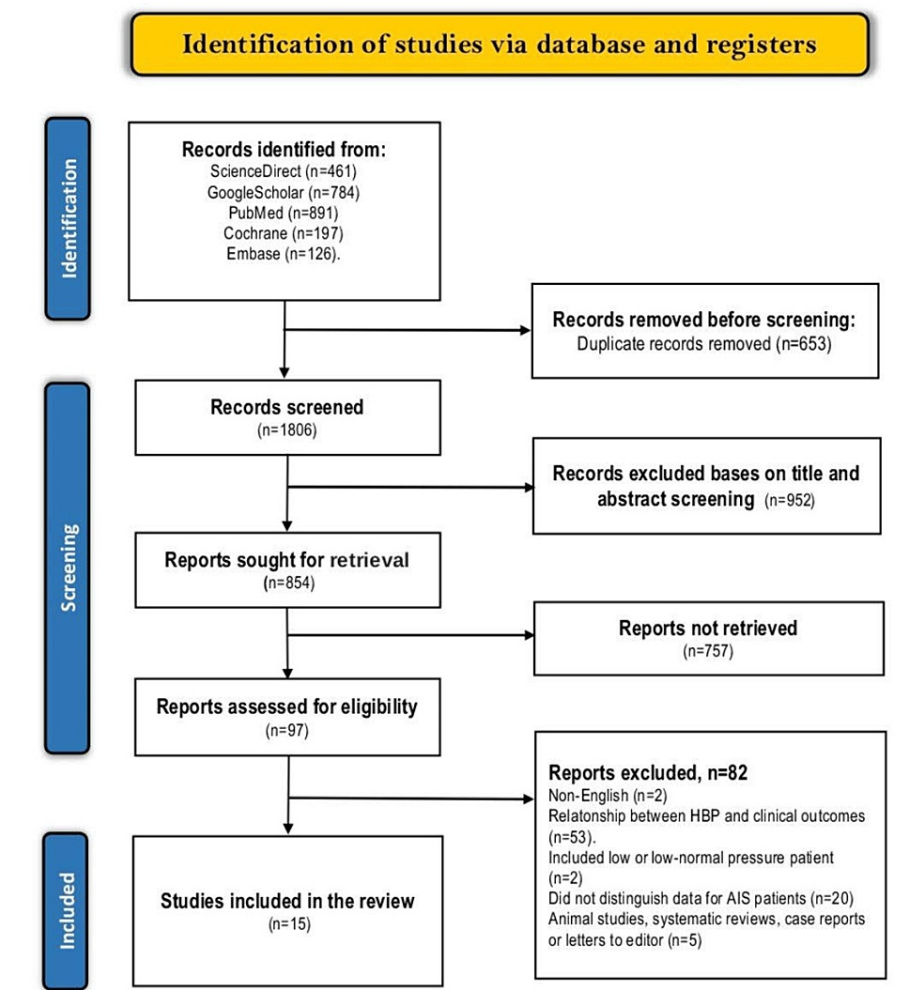 Identification of studies via database and registers
Identification
Records identified from:
ScienceDirect (n=461)
GoogleScholar (n=784)
PubMed (n=891)
Cochrane (n=197)
Embase (n=126).
Records removed before screening:
Duplicate records removed (n=653)
Screening
Records screened
(n=1806)
Records excluded bases on title and
abstract screening (n=952)
Reports sought for retrieval
(n=854)
Reports not retrieved
(n=757)
Reports assessed for eligibility
(n=97)
Reports excluded, n=82
Non-English (n=2)
Relatonship between HBP and clinical outcomes
(n=53).
Included low or low-normal pressure patient
(n=2)
Did not distinguish data for AIS patients (n=20)
Animal studies, systematic reviews, case reports
or letters to editor (n=5)
Included
Studies included in the review
(n=15)